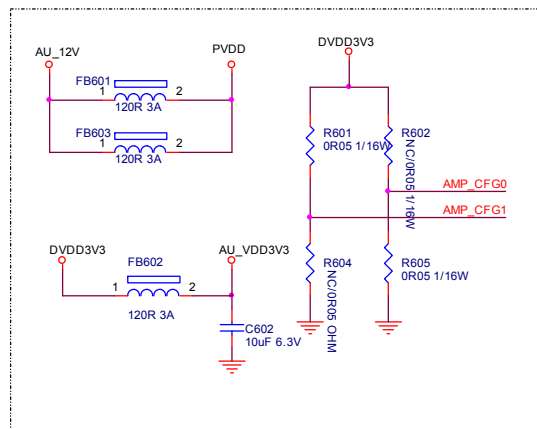 AU_12V
PVDD
FB601
1
2
120R 3A
FB603
1
2
120R 3A
DVDD3V3
R601
0R05 1/16W
R602
NC/0R05 1/16W
AMP_CFG0
AMP_CFG1
R604
NC/0R05 OHM
R605
0R05 1/16W
DVDD3V3
AU_VDD3V3
FB602
1
2
120R 3A
C602
10uF 6.3V